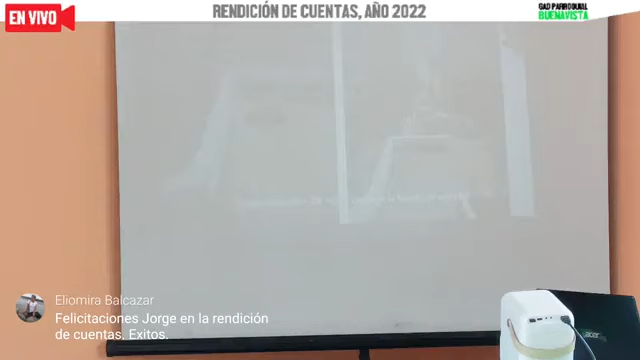 EN VIVO
RENDICIÓN DE CUENTAS, AÑO 2022
GAD PARROQUIAL
BUENAVISTA
Eliomira Balcazar
Felicitaciones Jorge en la rendición
de cuentas. Exitos.
acer